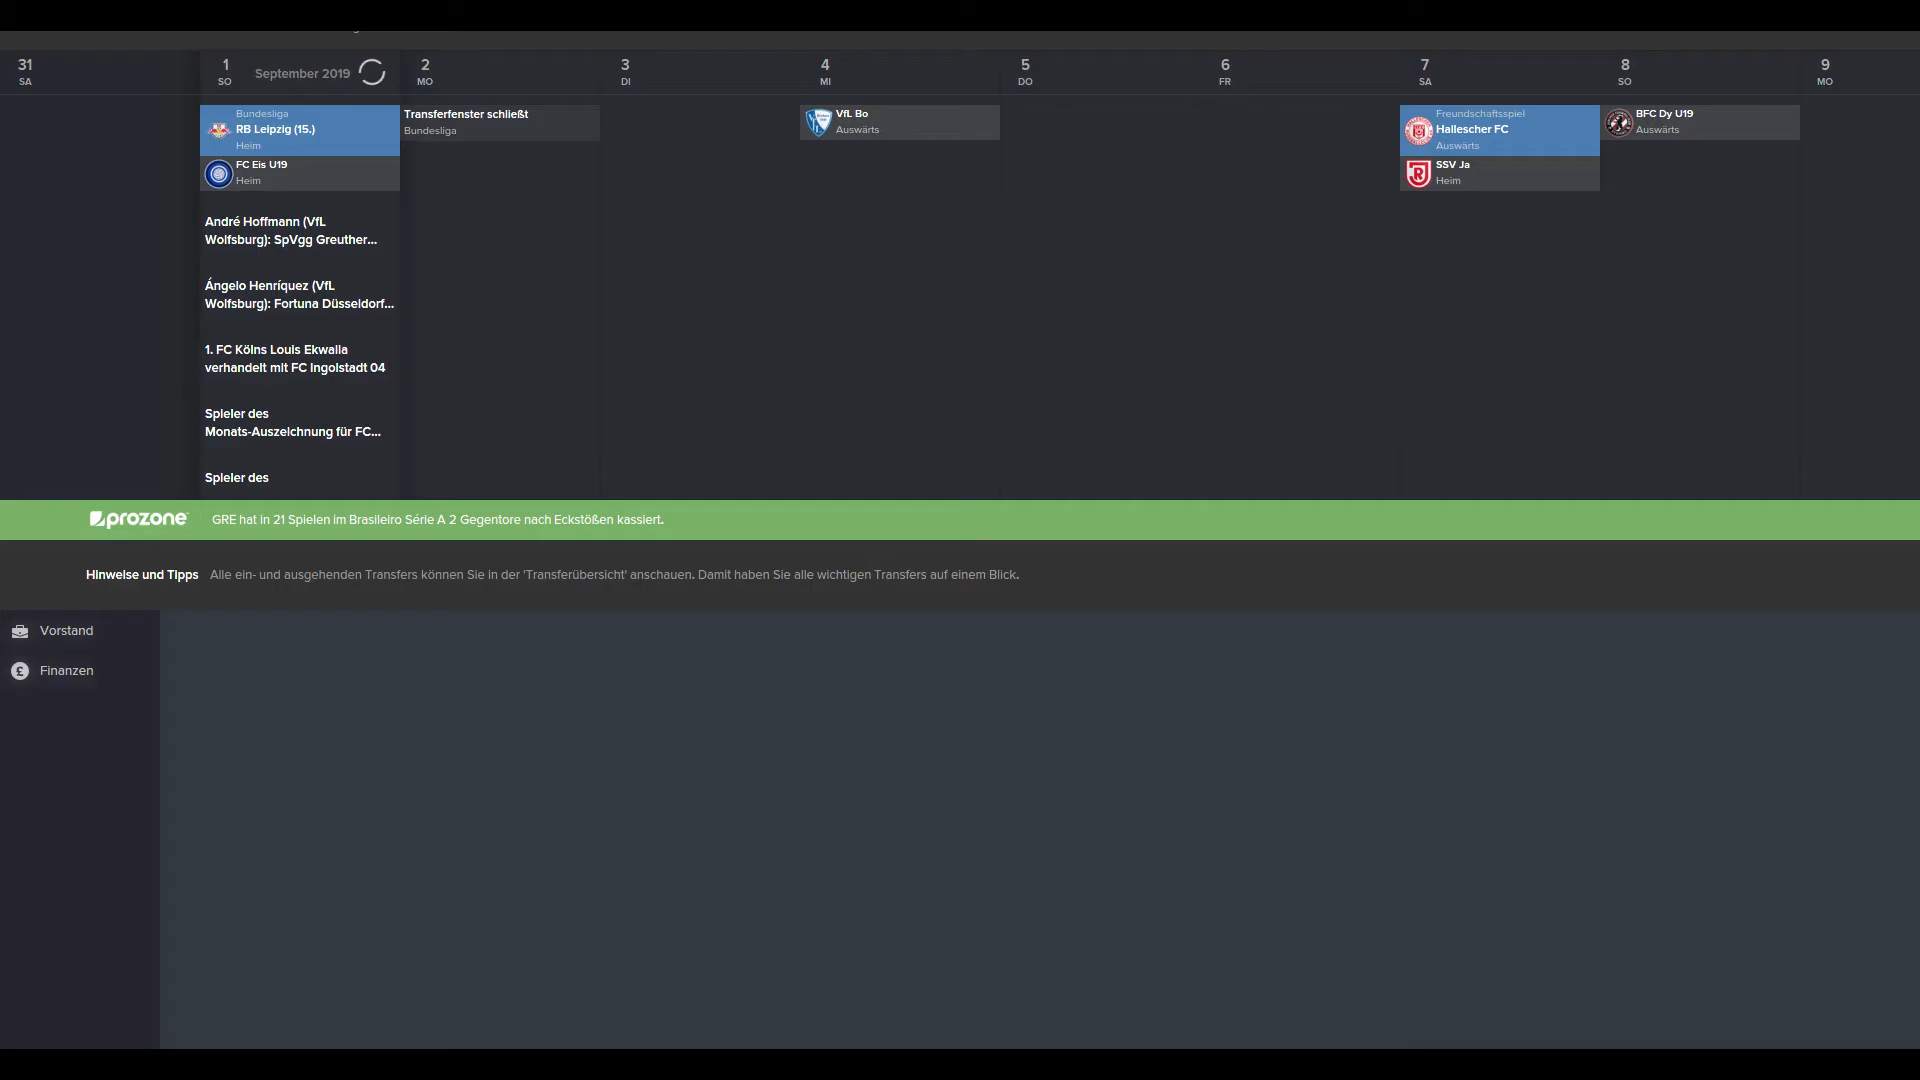 31
SA
1
SO
September 2019
2
MO
3
DI
4
MI
5
DO
6
FR
7
SA
8
SO
9
MO
Bundesliga
RB Leipzig (15.)
Heim
FC Eis U19
Heim
Transferfenster schließt
Bundesliga
VfL Bo
Auswärts
Freundschaftsspiel
Hallescher FC
Auswärts
SSV Ja
Heim
BFC Dy U19
Auswärts
André Hoffmann (VfL
Wolfsburg): SpVgg Greuther...
Ángelo Henríquez (VfL
Wolfsburg): Fortuna Düsseldorf...
1. FC Kölns Louis Ekwalla
verhandelt mit FC Ingolstadt 04
Spieler des
Monats-Auszeichnung für FC...
Spieler des
prozone
GRE hat in 21 Spielen im Brasileiro Série A 2 Gegentore nach Eckstößen kassiert.
Hinweise und Tipps
Alle ein- und ausgehenden Transfers können Sie in der 'Transferübersicht' anschauen. Damit haben Sie alle wichtigen Transfers auf einem Blick.
Vorstand
Finanzen